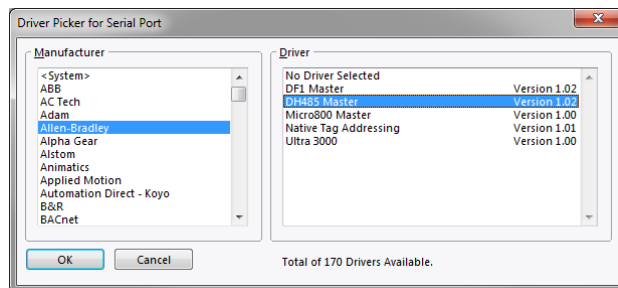 Driver Picker for Serial Port
Manufacturer
<System>
ABB
AC Tech
Adam
Allen-Bradley
Alpha Gear
Alstom
Animatics
Applied Motion
Automation Direct - Koyo
B&R
BACnet
Driver
No Driver Selected
DF1 Master Version 1.02
DH485 Master Version 1.02
Micro800 Master Version 1.00
Native Tag Addressing Version 1.01
Ultra 3000 Version 1.00
OK
Cancel
Total of 170 Drivers Available.